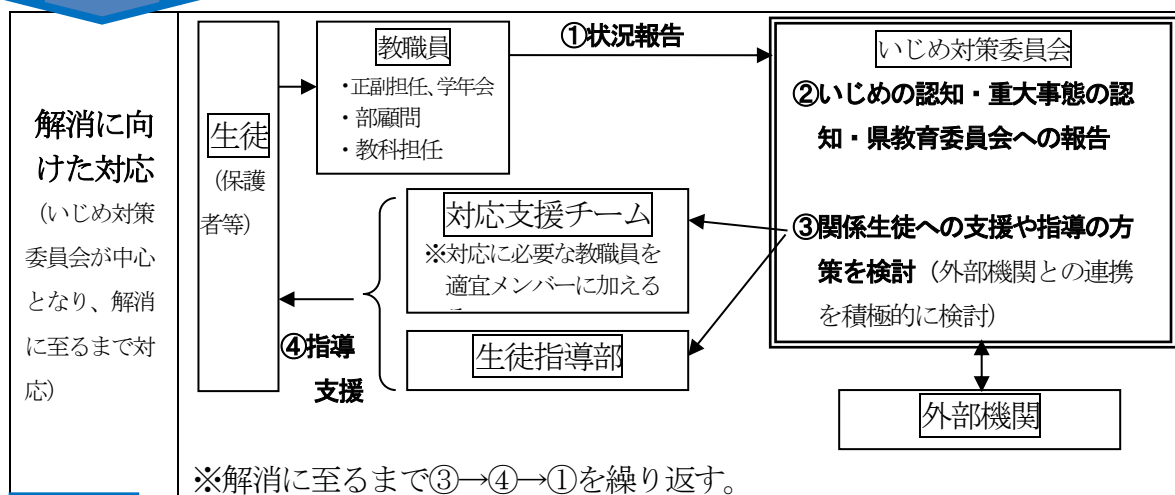 解消に向
けた対応
（いじめ対策
委員会が中心
となり、解消
に至るまで対
応）
生徒
（保護
者等）
教職員
・正副担任、学年会
・部顧問
・教科担任
①状況報告
いじめ対策委員会
②いじめの認知・重大事態の認
知・県教育委員会への報告
③関係生徒への支援や指導の方
策を検討（外部機関との連携
を積極的に検討）
対応支援チーム
※対応に必要な教職員を
適宜メンバーに加える
生徒指導部
④指導
支援
外部機関
※解消に至るまで③→④→①を繰り返す。